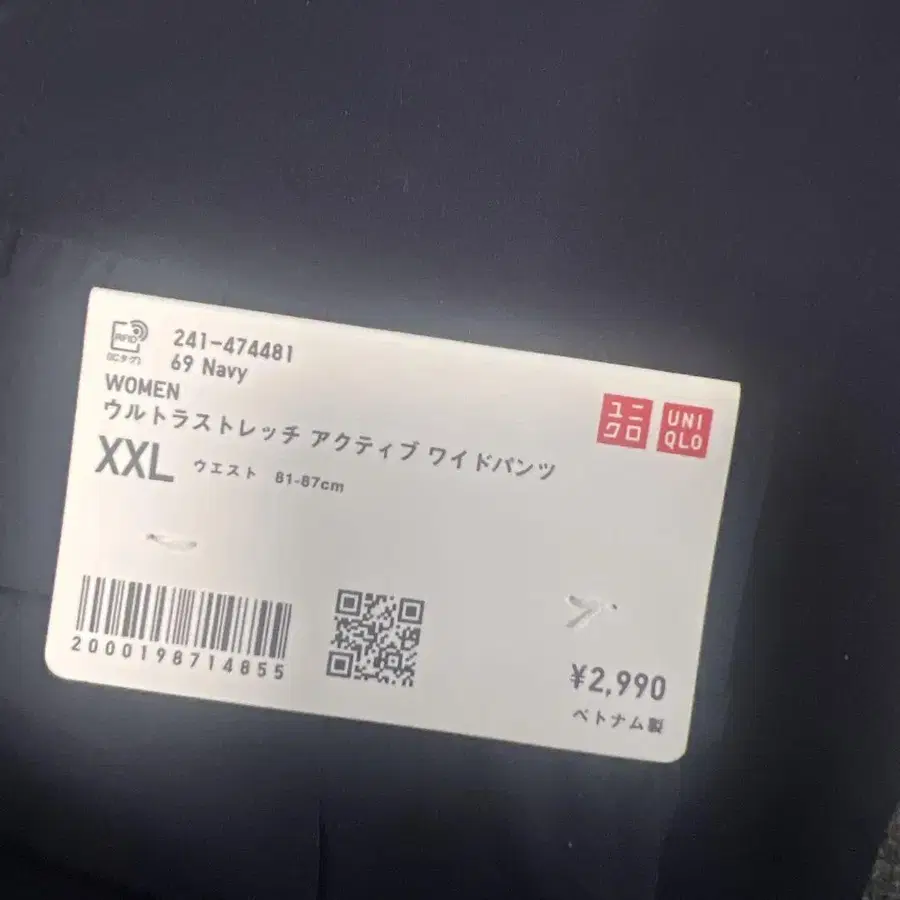 RFID
(ICタグ)
241-474481
69 Navy
WOMEN
ウルトラストレッチ アクティブ ワイドパンツ
XXL ウエスト 81-87cm
ユニ
クロ
UNI
QLO
2000198714855
¥2,990
ベトナム製